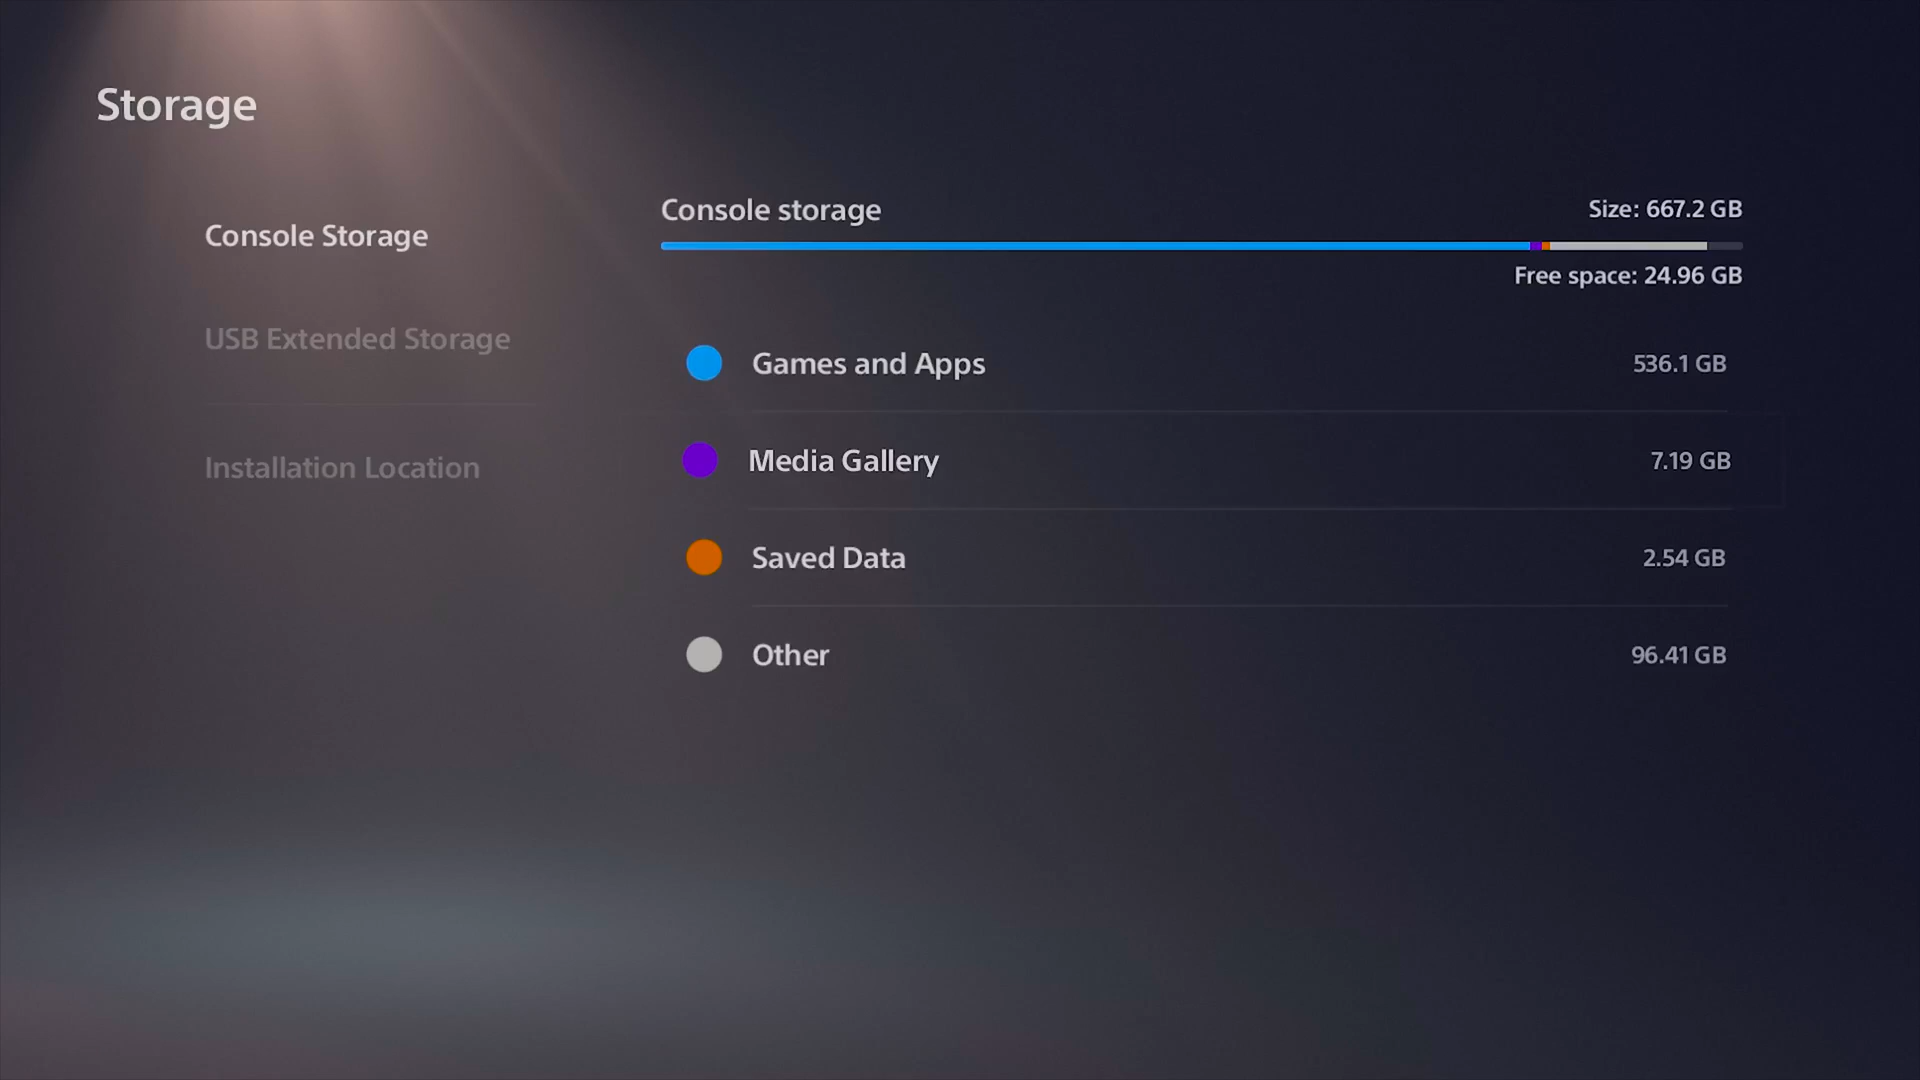 Storage
Console Storage
USB Extended Storage
Installation Location
Console storage
Size: 667.2 GB
Free space: 24.96 GB
Games and Apps 536.1 GB
Media Gallery 7.19 GB
Saved Data 2.54 GB
Other 96.41 GB